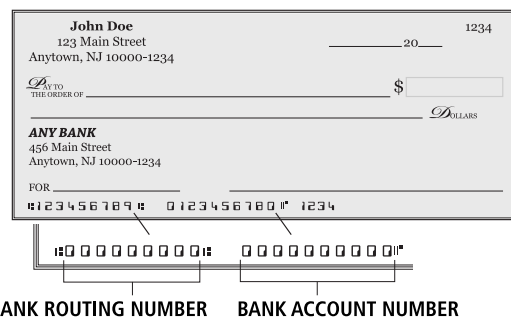 John Doe 1234
123 Main Street 20
Anytown, NJ 10000-1234
PAY TO
THE ORDER OF $
DOLLARS
ANY BANK
456 Main Street
Anytown, NJ 10000-1234
FOR
⑆123456789⑆ 0123456780⑈ 1234
⑆000000000⑆ 0000000000⑈
ANK ROUTING NUMBER BANK ACCOUNT NUMBER